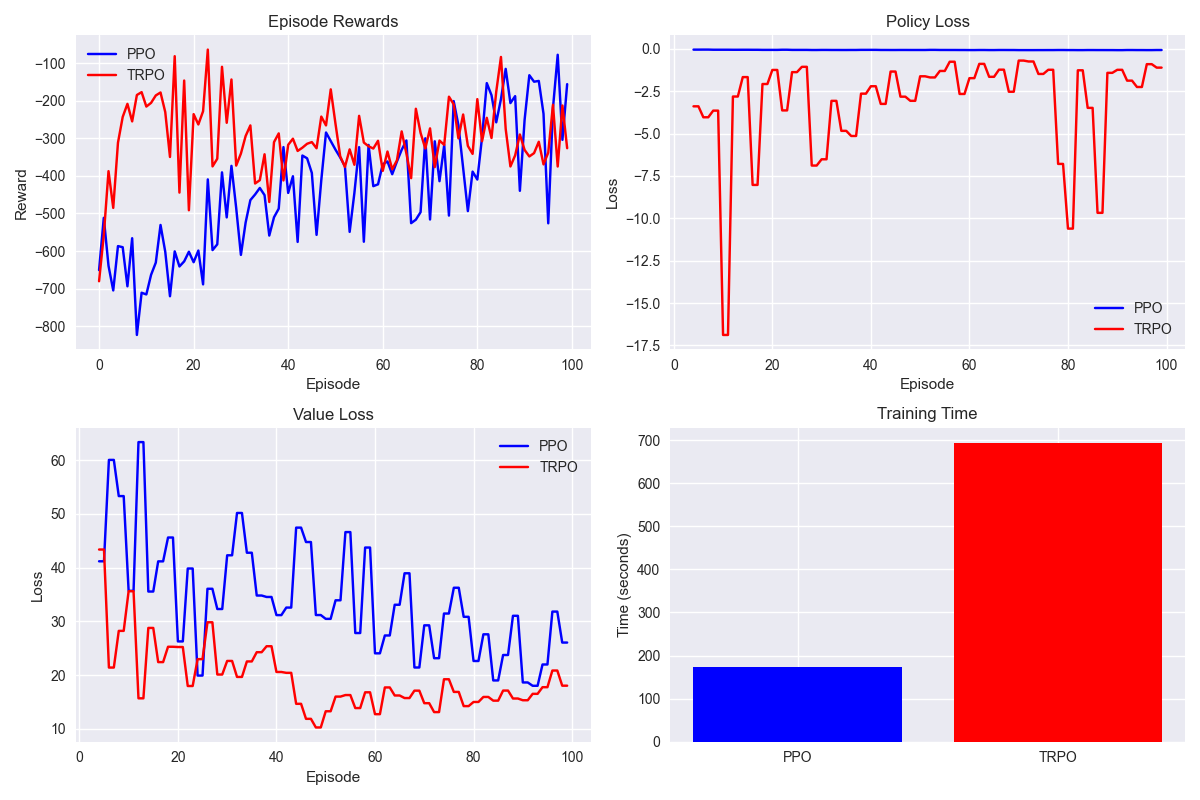 Episode Rewards
PPO
TRPO
−100
−200
−300
−400
−500
−600
−700
−800
Reward
0
20
40
60
80
100
Episode
Policy Loss
0.0
−2.5
−5.0
−7.5
−10.0
−12.5
−15.0
−17.5
Loss
PPO
TRPO
0
20
40
60
80
100
Episode
Value Loss
PPO
TRPO
60
50
40
30
20
10
Loss
0
20
40
60
80
100
Episode
Training Time
700
600
500
400
300
200
100
0
Time (seconds)
PPO
TRPO